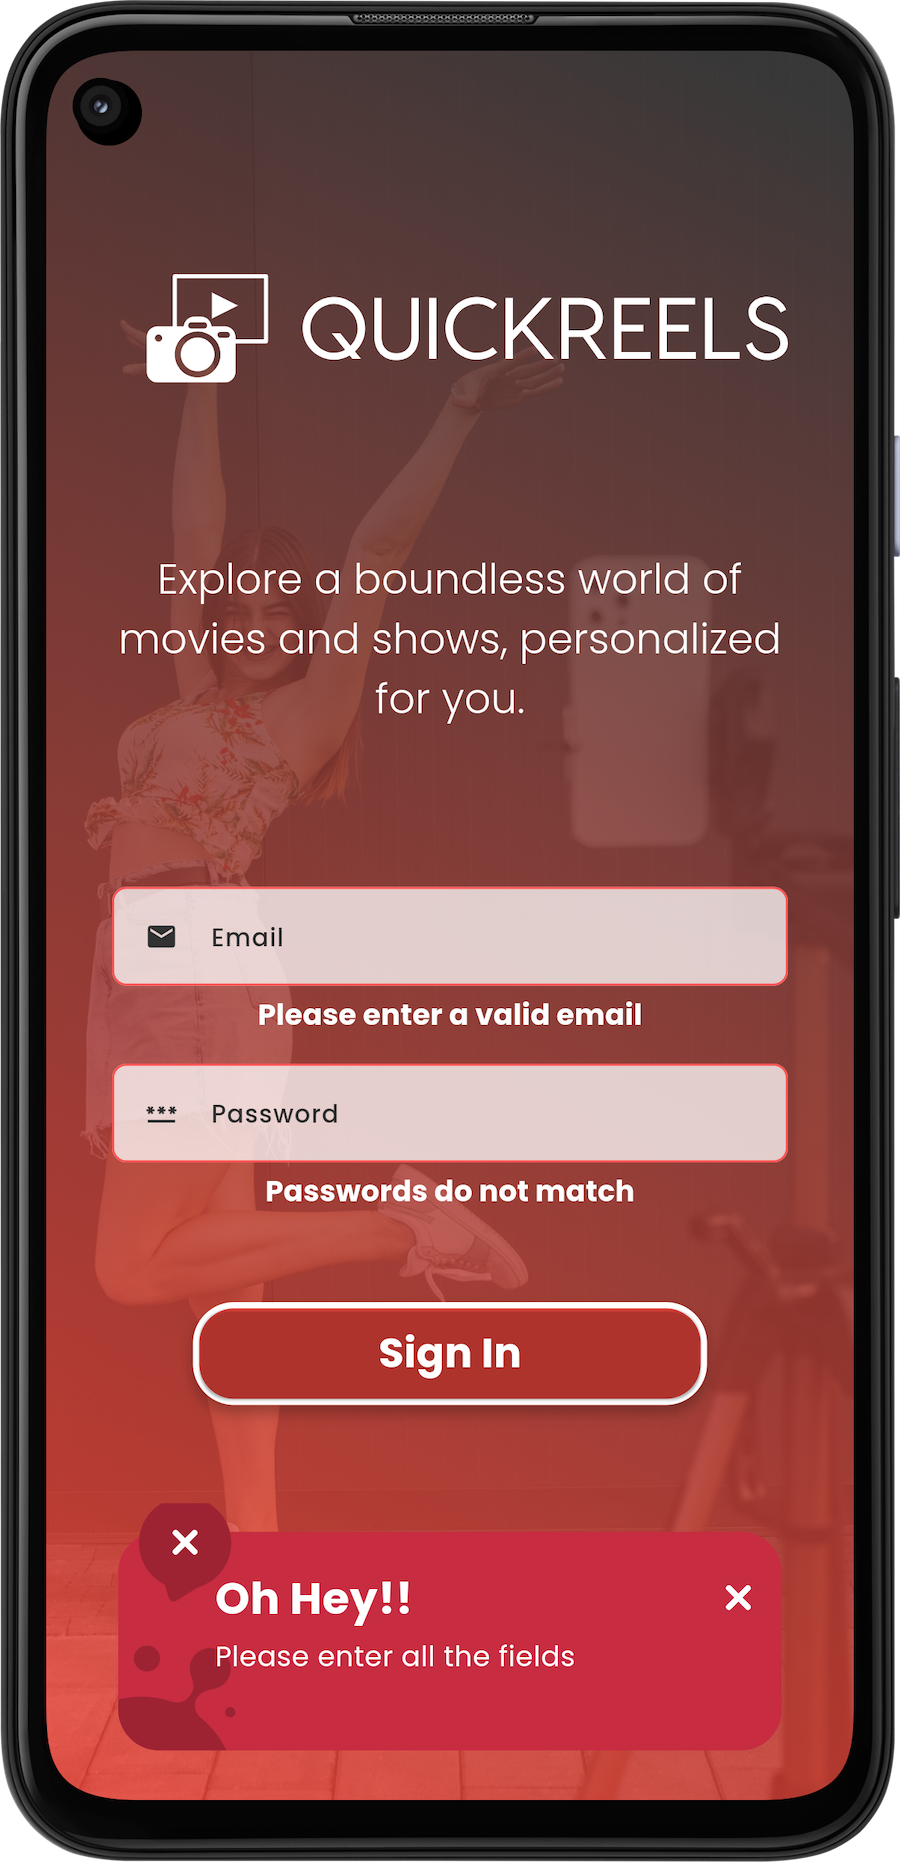 QUICKREELS
Explore a boundless world of
movies and shows, personalized
for you.
Email
Please enter a valid email
***
Password
Passwords do not match
Sign In
Oh Hey!!
Please enter all the fields